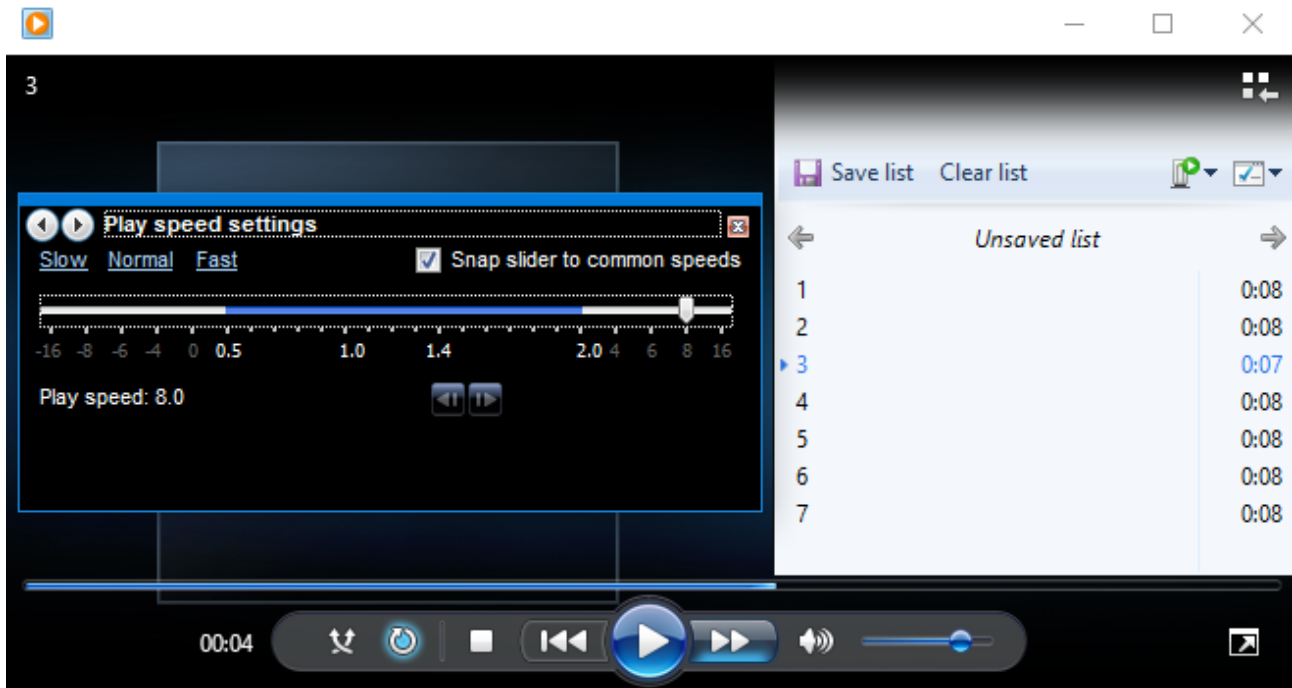 3
Save list Clear list
Play speed settings
Slow Normal Fast Snap slider to common speeds
-16 -8 -6 -4 0 0.5 1.0 1.4 2.0 4 6 8 16
Play speed: 8.0
Unsaved list
1 0:08
2 0:08
3 0:07
4 0:08
5 0:08
6 0:08
7 0:08
00:04